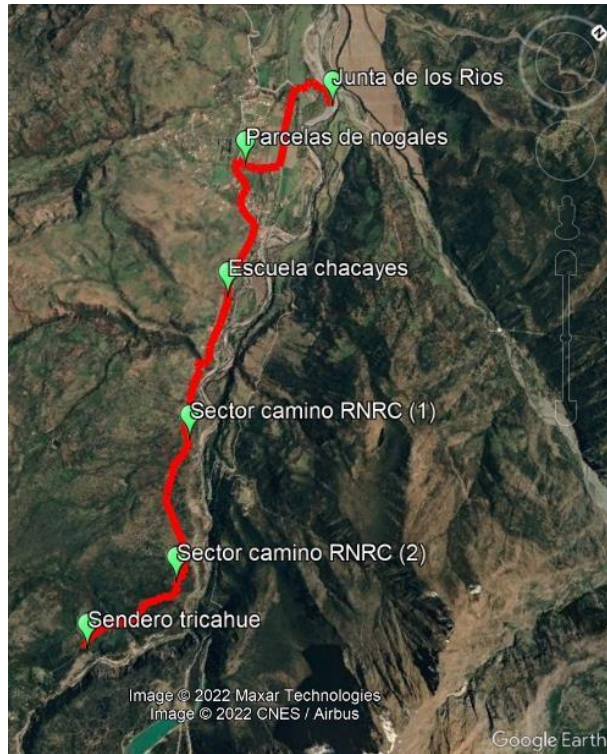 N
Junta de los Rìos
Parcelas de nogales
Escuela chacayes
Sector camino RNRC (1)
Sector camino RNRC (2)
Sendero tricahue
Image © 2022 Maxar Technologies
Image © 2022 CNES / Airbus
Google Earth